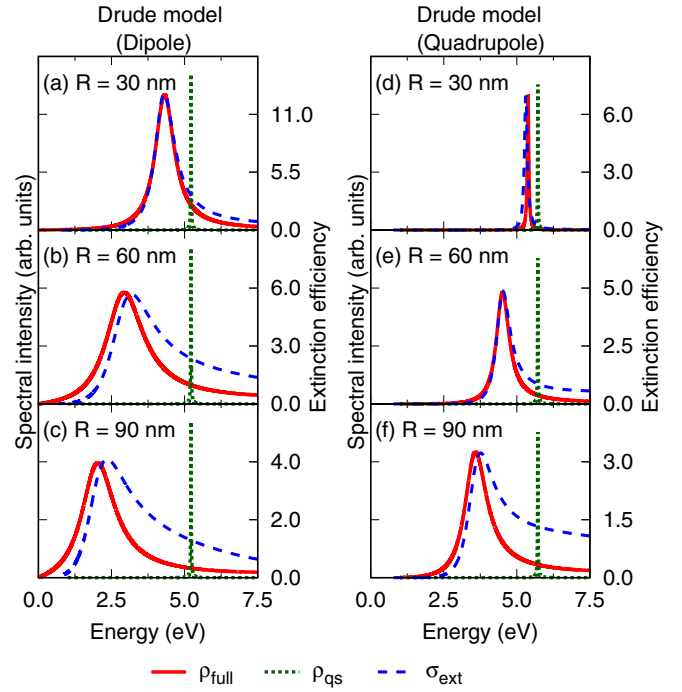 Drude model
(Dipole)
Drude model
(Quadrupole)
(a) R = 30 nm
11.0
5.5
0.0
(b) R = 60 nm
6.0
3.0
0.0
(c) R = 90 nm
4.0
2.0
0.0
0.0 2.5 5.0 7.5
Energy (eV)
Spectral intensity (arb. units)
Extinction efficiency
(d) R = 30 nm
6.0
3.0
0.0
(e) R = 60 nm
5.0
2.5
0.0
(f) R = 90 nm
3.0
1.5
0.0
0.0 2.5 5.0 7.5
Energy (eV)
Spectral intensity (arb. units)
Extinction efficiency
ρfull ρqs σext